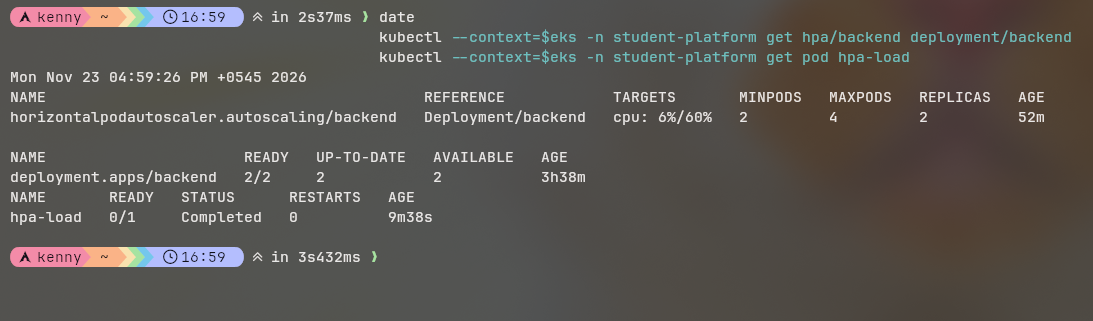 kenny ~ 16:59 in 2s37ms ❯ date
kubectl --context=$eks -n student-platform get hpa/backend deployment/backend
kubectl --context=$eks -n student-platform get pod hpa-load
Mon Nov 23 04:59:26 PM +0545 2026
NAME REFERENCE TARGETS MINPODS MAXPODS REPLICAS AGE
horizontalpodautoscaler.autoscaling/backend Deployment/backend cpu: 6%/60% 2 4 2 52m
NAME READY UP-TO-DATE AVAILABLE AGE
deployment.apps/backend 2/2 2 2 3h38m
NAME READY STATUS RESTARTS AGE
hpa-load 0/1 Completed 0 9m38s
kenny ~ 16:59 in 3s432ms ❯